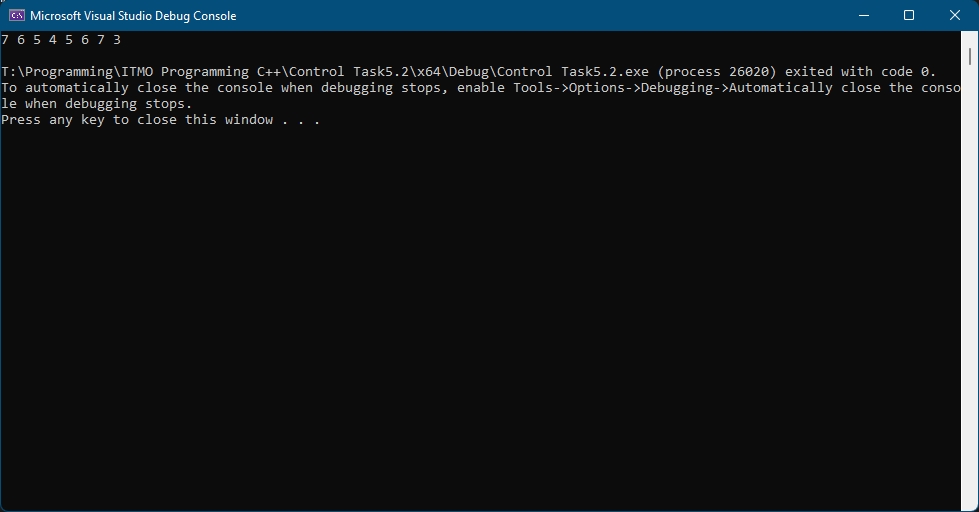 Microsoft Visual Studio Debug Console
7 6 5 4 5 6 7 3
T:\Programming\ITMO Programming C++\Control Task5.2\x64\Debug\Control Task5.2.exe (process 26020) exited with code 0.
To automatically close the console when debugging stops, enable Tools->Options->Debugging->Automatically close the conso
le when debugging stops.
Press any key to close this window . . .